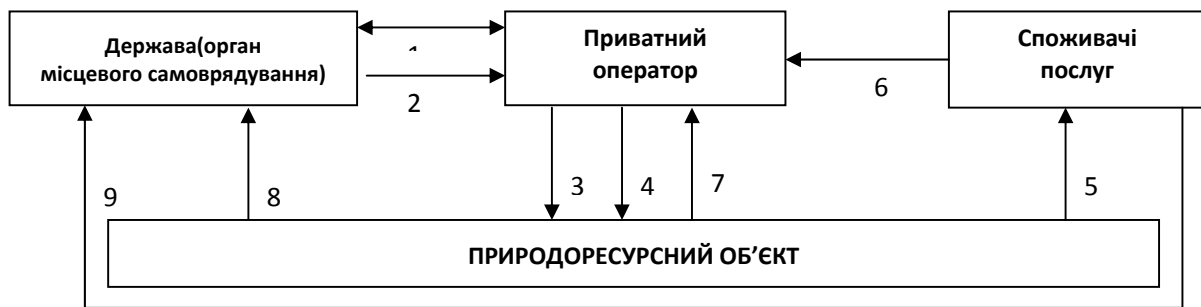 Держава(орган
місцевого самоврядування)
Приватний
оператор
Споживачі
послуг
1
2
6
9
8
3
4
7
5
ПРИРОДОРЕСУРСНИЙ ОБ’ЄКТ